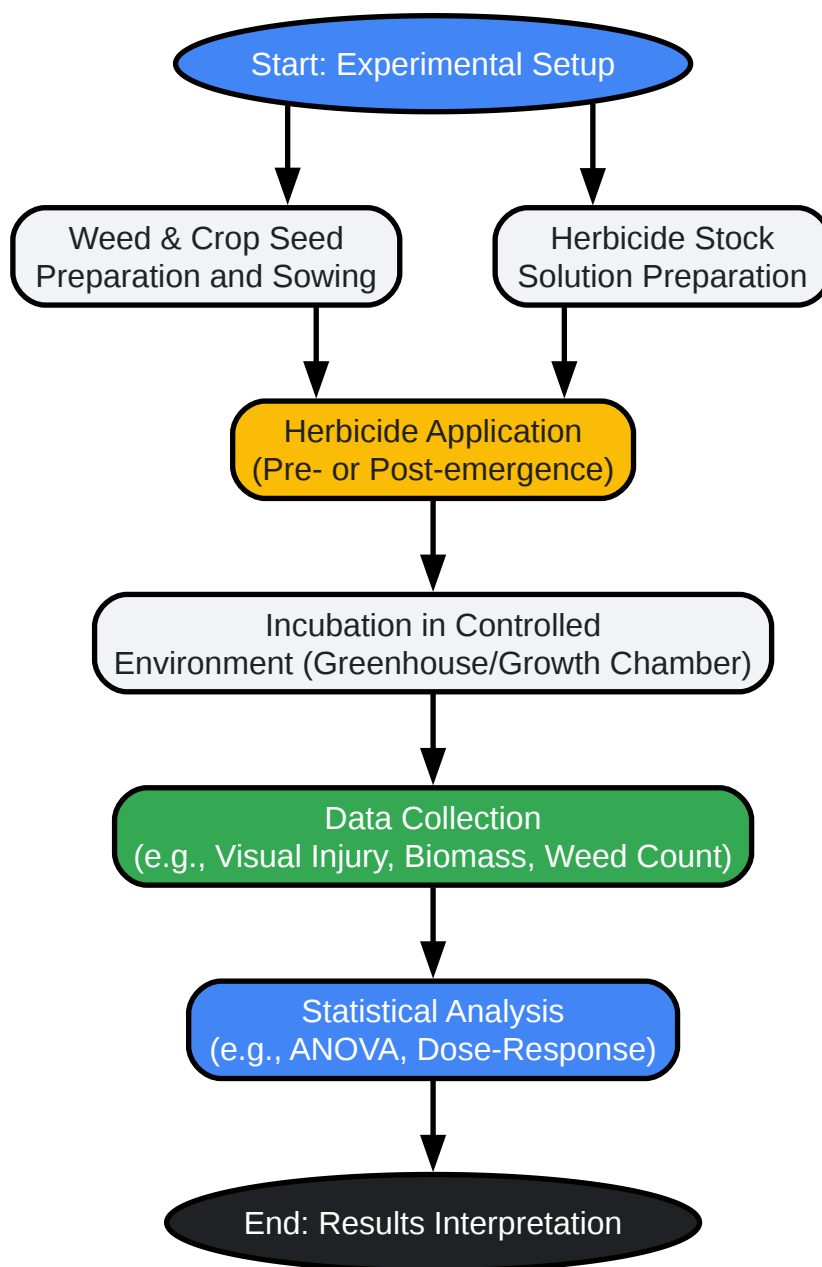 Start: Experimental Setup
Weed & Crop Seed
Preparation and Sowing
Herbicide Stock
Solution Preparation
Herbicide Application
(Pre- or Post-emergence)
Incubation in Controlled
Environment (Greenhouse/Growth Chamber)
Data Collection
(e.g., Visual Injury, Biomass, Weed Count)
Statistical Analysis
(e.g., ANOVA, Dose-Response)
End: Results Interpretation